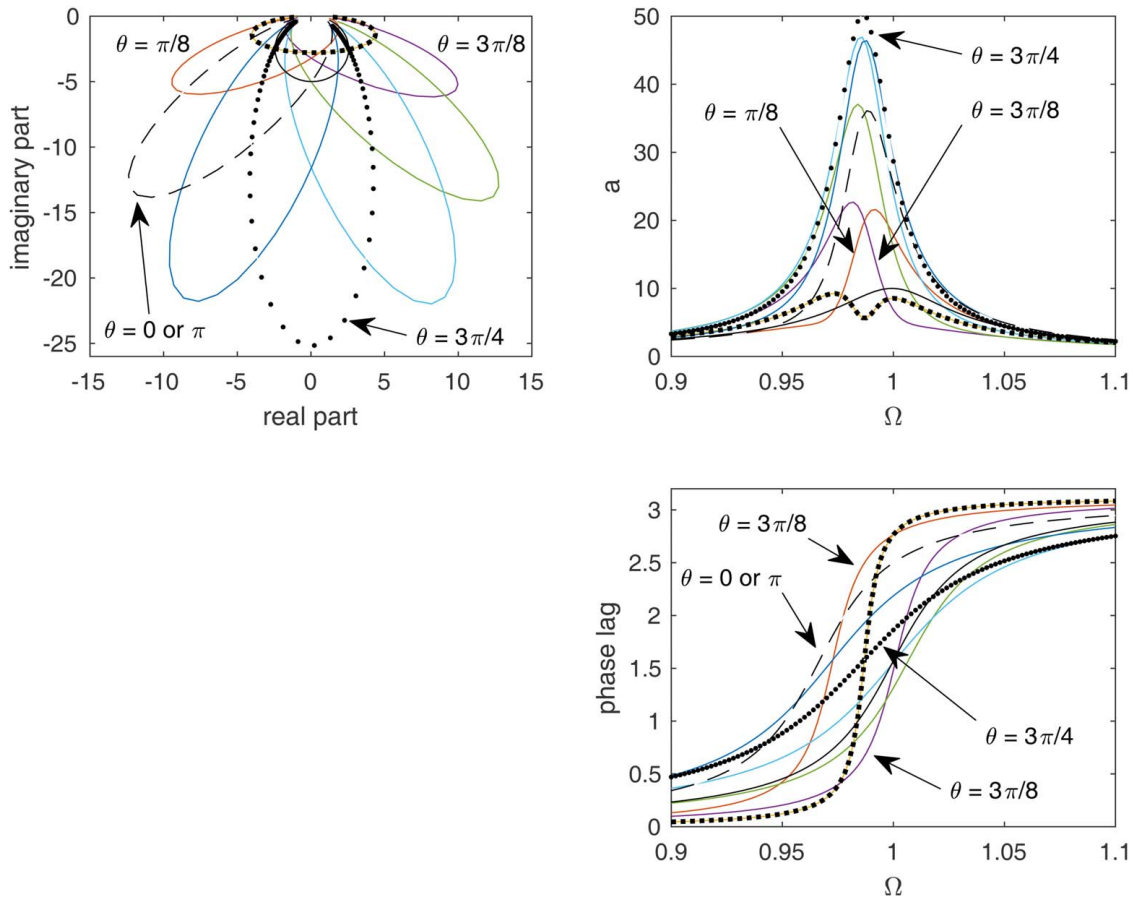 0
-5
-10
-15
-20
-25
imaginary part
-15
-10
-5
0
5
10
15
real part
θ = π/8
θ = 3π/8
θ = 0 or π
θ = 3π/4
50
40
30
20
10
0
a
0.9
0.95
1
1.05
1.1
Ω
θ = 3π/4
θ = π/8
θ = 3π/8
3
2.5
2
1.5
1
0.5
0
phase lag
0.9
0.95
1
1.05
1.1
Ω
θ = 3π/8
θ = 0 or π
θ = 3π/4
θ = 3π/8